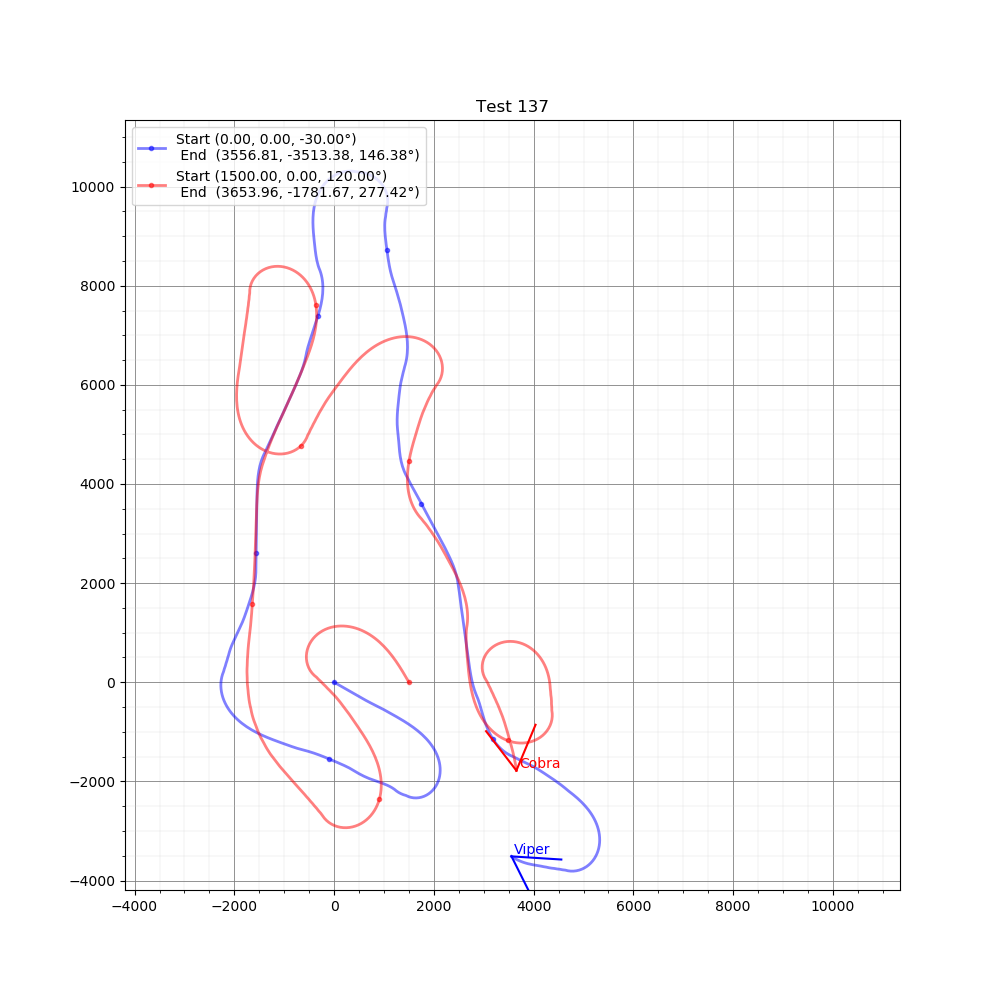 Test 137
Start (0.00, 0.00, -30.00°)
End  (3556.81, -3513.38, 146.38°)
Start (1500.00, 0.00, 120.00°)
End  (3653.96, -1781.67, 277.42°)
10000
8000
6000
4000
2000
0
−2000
−4000
Cobra
Viper
−4000 −2000 0 2000 4000 6000 8000 10000